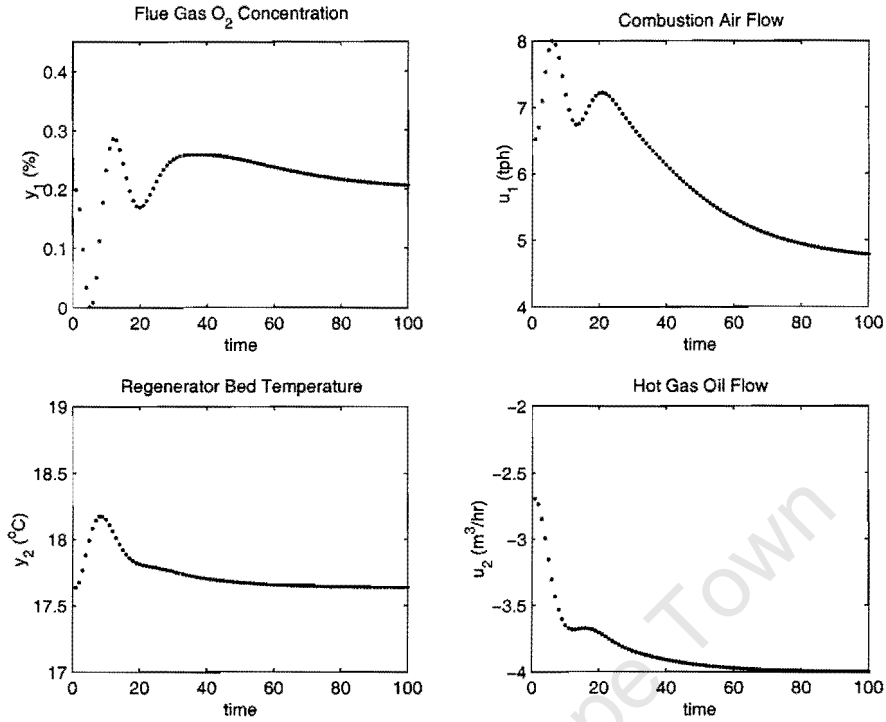 Flue Gas O₂ Concentration
0.4
0.3
0.2
0.1
0
y₁ (%)
0 20 40 60 80 100
time
Combustion Air Flow
8
7
6
5
4
u₁ (tph)
0 20 40 60 80 100
time
Regenerator Bed Temperature
19
18.5
18
17.5
17
y₂ (°C)
0 20 40 60 80 100
time
Hot Gas Oil Flow
−2
−2.5
−3
−3.5
−4
u₂ (m³/hr)
0 20 40 60 80 100
time
Town